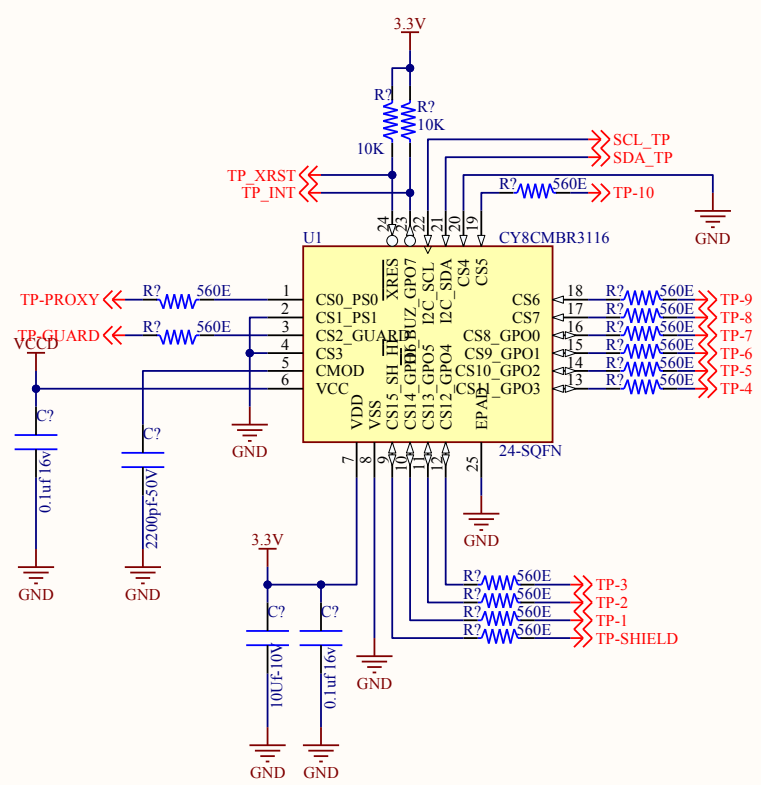 3.3V
R?
R?
10K
10K
SCL_TP
SDA_TP
TP_XRST
TP_INT
R? 560E TP-10
24
23
22
21
20
19
GND
U1
CY8CMBR3116
XRES
I2C_SCL
I2C_SDA
CS4
CS5
TP-PROXY R? 560E 1 CS0_PS0
2 CS1_PS1
TP-GUARD R? 560E 3 CS2_GUARD
4 CS3
5 CMOD
6 VCC
VCCD
CS6 18 R? 560E TP-9
CS7 17 R? 560E TP-8
CS8_GPO0 16 R? 560E TP-7
CS9_GPO1 15 R? 560E TP-6
CS10_GPO2 14 R? 560E TP-5
CS11_GPO3 13 R? 560E TP-4
VDD
VSS
CS13_GPO5
CS12_GPO4
EPAD
24-SQFN
7
8
9
10
11
12
25
C?
0.1uf 16v
C?
2200pf-50V
GND
GND
GND
GND
3.3V
C?
10Uf-10V
C?
0.1uf 16v
R? 560E TP-3
R? 560E TP-2
R? 560E TP-1
R? 560E TP-SHIELD
GND
GND
GND